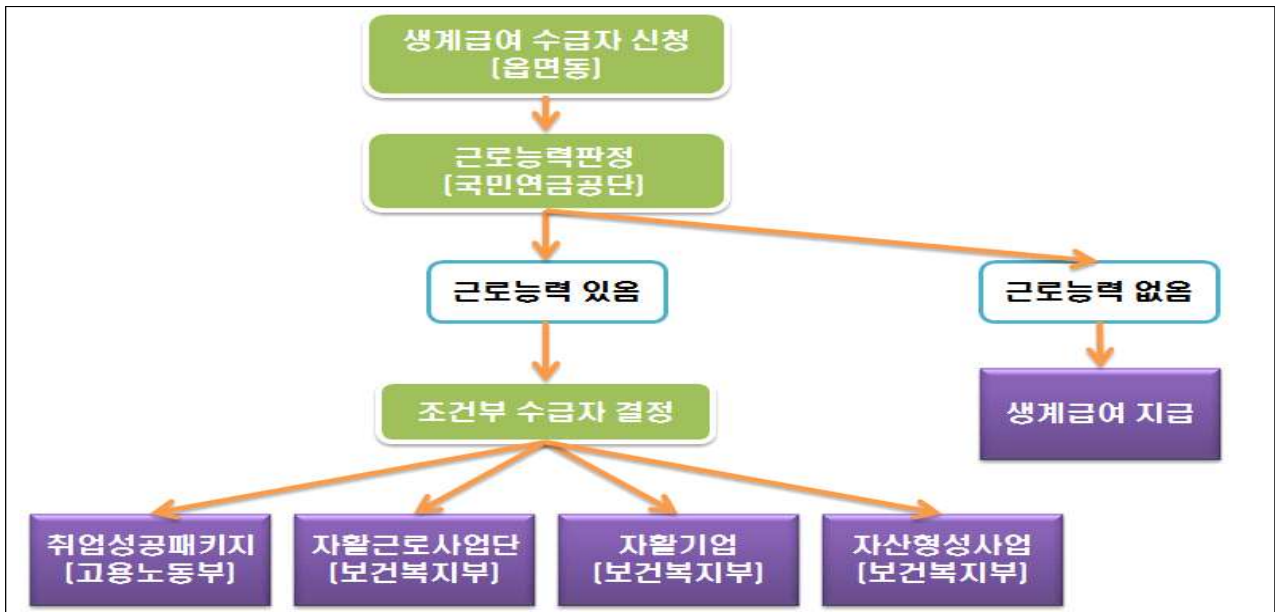 생계급여 수급자 신청
[읍면동]
근로능력판정
[국민연금공단]
근로능력 있음
근로능력 없음
조건부 수급자 결정
생계급여 지급
취업성공패키지
[고용노동부]
자활근로사업단
[보건복지부]
자활기업
[보건복지부]
자산형성사업
[보건복지부]